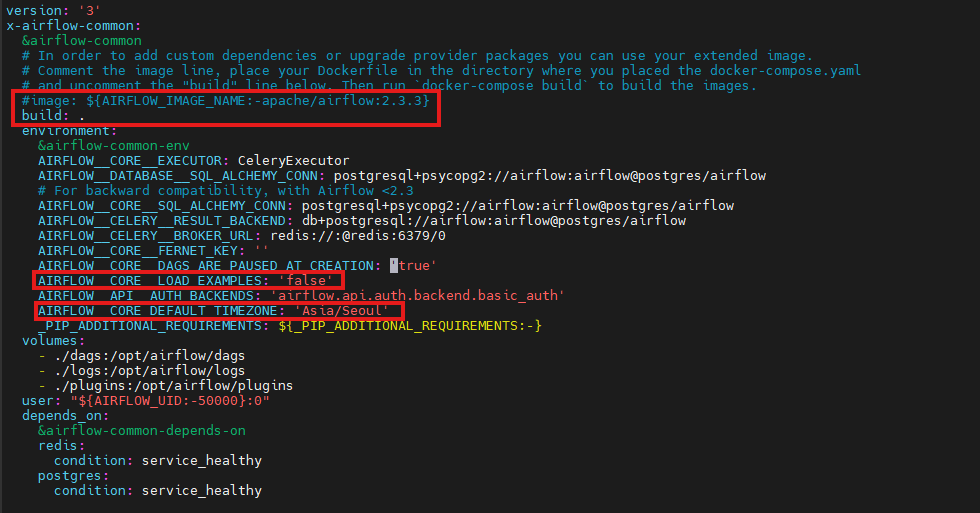 version: '3'
x-airflow-common:
  &airflow-common
  # In order to add custom dependencies or upgrade provider packages you can use your extended image.
  # Comment the image line, place your Dockerfile in the directory where you placed the docker-compose.yaml
  # and uncomment the "build" line below, Then run `docker-compose build` to build the images.
  #image: ${AIRFLOW_IMAGE_NAME:-apache/airflow:2.3.3}
  build: .
  environment:
    &airflow-common-env
    AIRFLOW__CORE__EXECUTOR: CeleryExecutor
    AIRFLOW__DATABASE__SQL_ALCHEMY_CONN: postgresql+psycopg2://airflow:airflow@postgres/airflow
    # For backward compatibility, with Airflow <2.3
    AIRFLOW__CORE__SQL_ALCHEMY_CONN: postgresql+psycopg2://airflow:airflow@postgres/airflow
    AIRFLOW__CELERY__RESULT_BACKEND: db+postgresql://airflow:airflow@postgres/airflow
    AIRFLOW__CELERY__BROKER_URL: redis://:@redis:6379/0
    AIRFLOW__CORE__FERNET_KEY: ''
    AIRFLOW__CORE__DAGS_ARE_PAUSED_AT_CREATION: 'true'
    AIRFLOW__CORE__LOAD_EXAMPLES: 'false'
    AIRFLOW__API__AUTH_BACKENDS: 'airflow.api.auth.backend.basic_auth'
    AIRFLOW__CORE_DEFAULT_TIMEZONE: 'Asia/Seoul'
    _PIP_ADDITIONAL_REQUIREMENTS: ${_PIP_ADDITIONAL_REQUIREMENTS:-}
  volumes:
    - ./dags:/opt/airflow/dags
    - ./logs:/opt/airflow/logs
    - ./plugins:/opt/airflow/plugins
  user: "${AIRFLOW_UID:-50000}:0"
  depends_on:
    &airflow-common-depends-on
    redis:
      condition: service_healthy
    postgres:
      condition: service_healthy